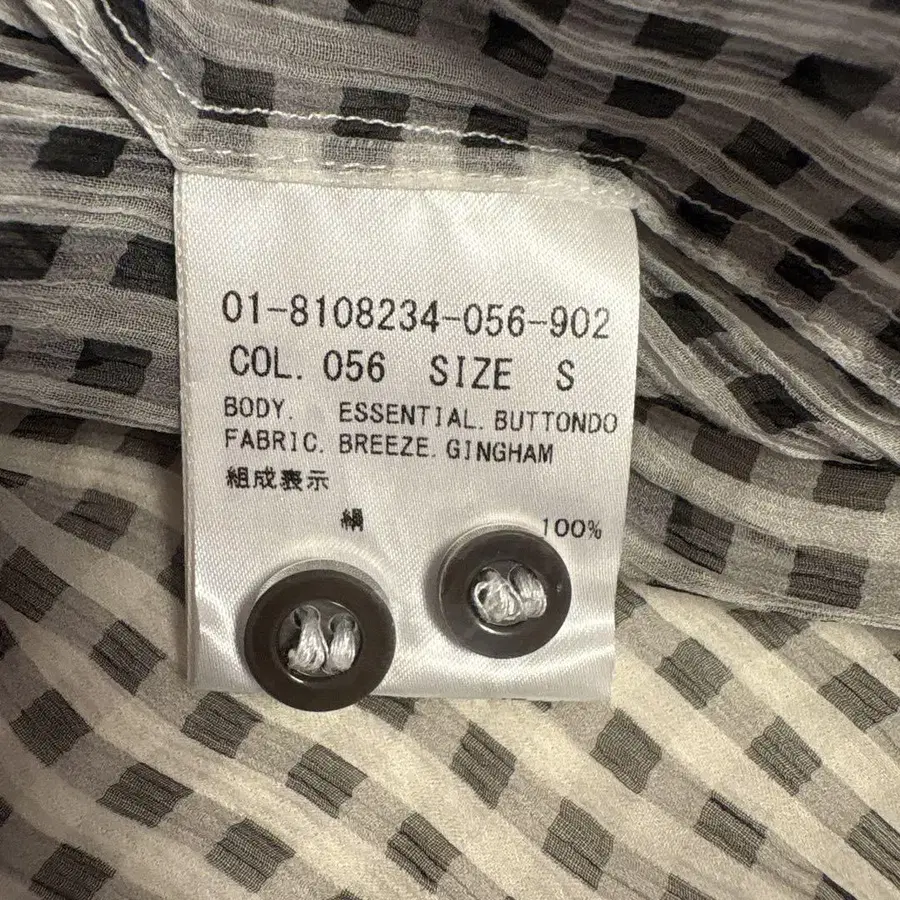 01-8108234-056-902
COL. 056 SIZE S
BODY. ESSENTIAL. BUTTONDO
FABRIC. BREEZE. GINGHAM
組成表示
絹 100%